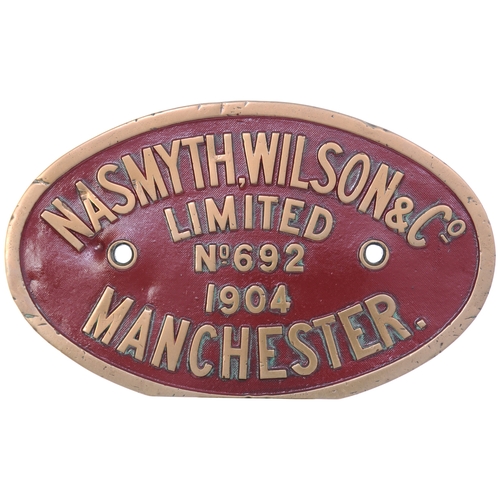 NASMYTH, WILSON & Cº
LIMITED
Nº 692
1904
MANCHESTER.